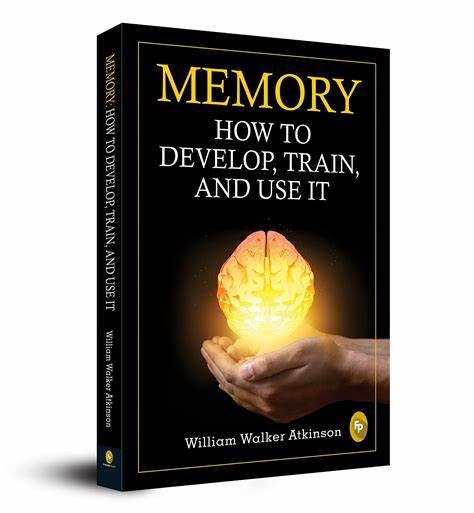 MEMORY: HOW TO DEVELOP, TRAIN, AND USE IT
William Walker Atkinson
MEMORY
HOW TO
DEVELOP, TRAIN,
AND USE IT
William Walker Atkinson
FP